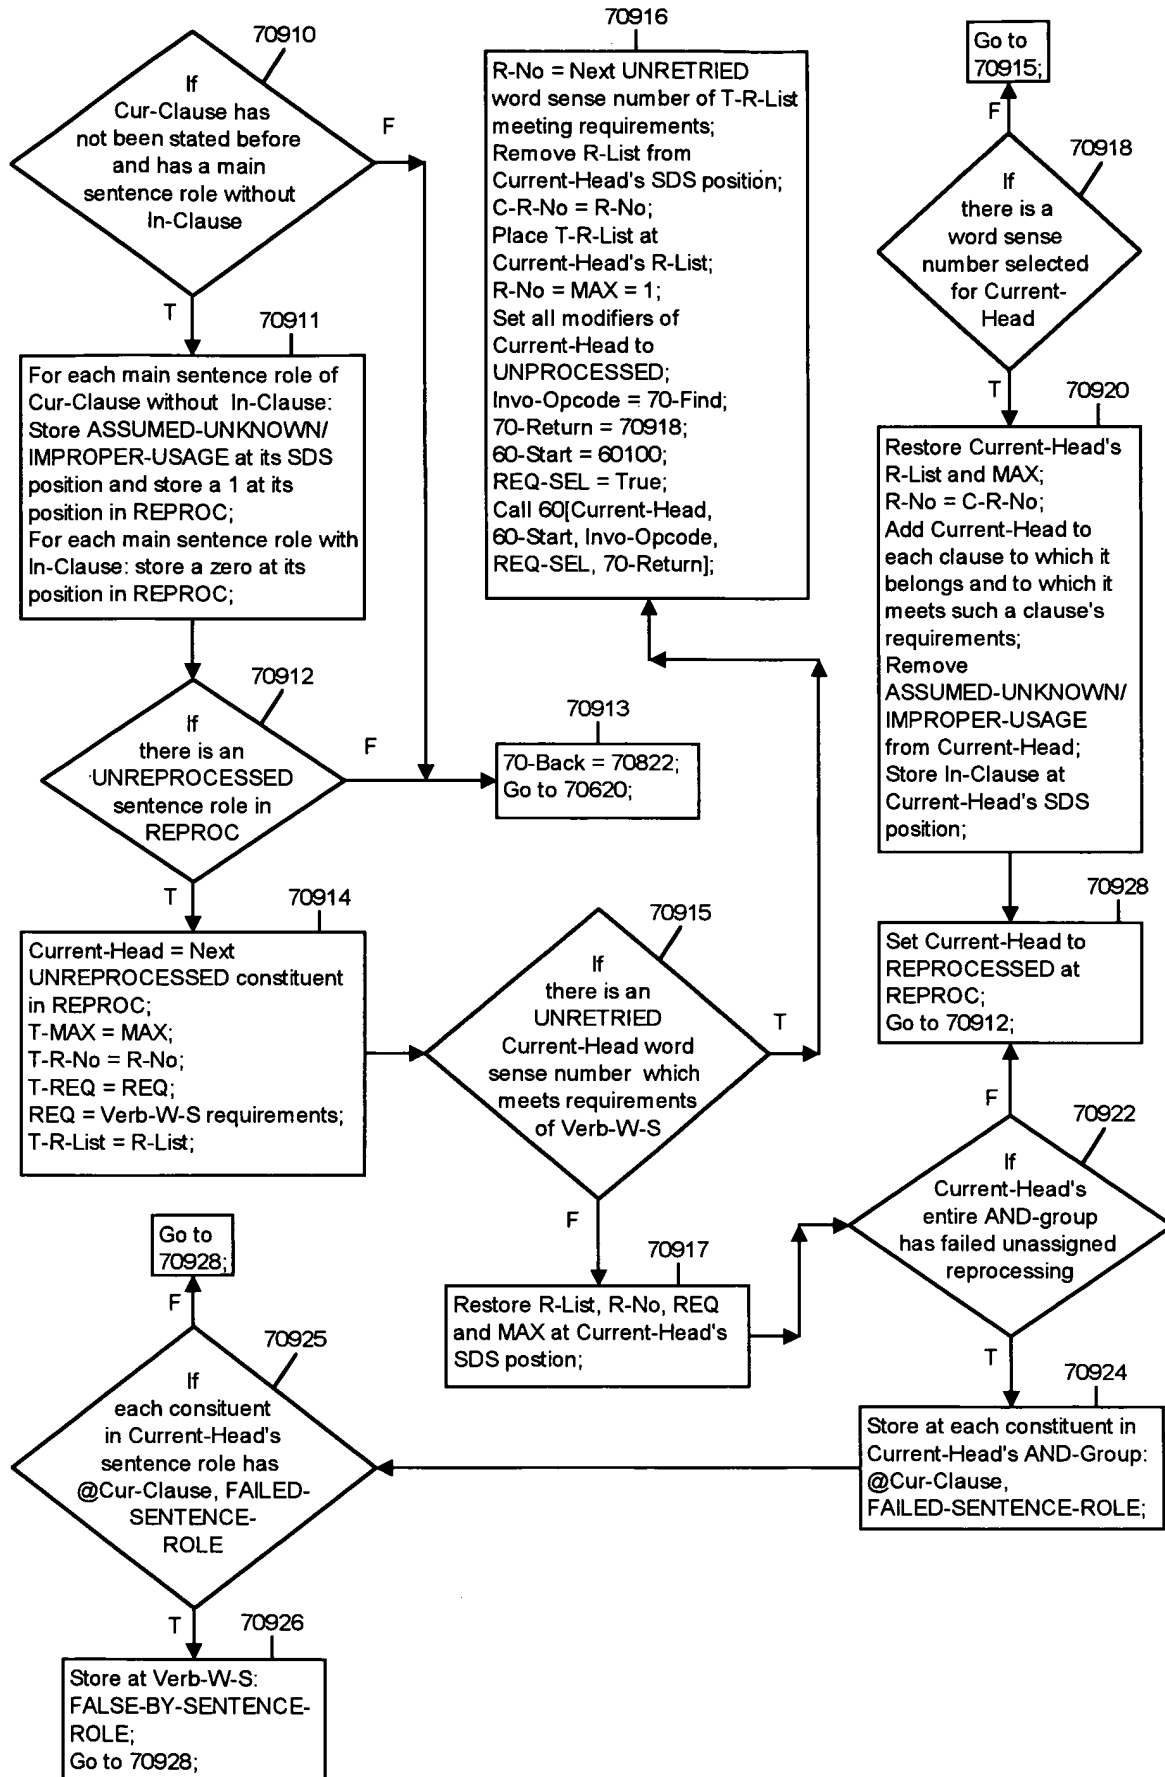 70910
If
Cur-Clause has
not been stated before
and has a main
sentence role without
In-Clause
F
T
70911
For each main sentence role of
Cur-Clause without In-Clause:
Store ASSUMED-UNKNOWN/
IMPROPER-USAGE at its SDS
position and store a 1 at its
position in REPROC;
For each main sentence role with
In-Clause: store a zero at its
position in REPROC;
70912
If
there is an
UNREPROCESSED
sentence role in
REPROC
F
T
70913
70-Back = 70822;
Go to 70620;
70914
Current-Head = Next
UNREPROCESSED constituent
in REPROC;
T-MAX = MAX;
T-R-No = R-No;
T-REQ = REQ;
REQ = Verb-W-S requirements;
T-R-List = R-List;
70915
If
there is an
UNRETRIED
Current-Head word
sense number which
meets requirements
of Verb-W-S
T
F
70916
R-No = Next UNRETRIED
word sense number of T-R-List
meeting requirements;
Remove R-List from
Current-Head's SDS position;
C-R-No = R-No;
Place T-R-List at
Current-Head's R-List;
R-No = MAX = 1;
Set all modifiers of
Current-Head to
UNPROCESSED;
Invo-Opcode = 70-Find;
70-Return = 70918;
60-Start = 60100;
REQ-SEL = True;
Call 60[Current-Head,
60-Start, Invo-Opcode,
REQ-SEL, 70-Return];
70917
Restore R-List, R-No, REQ
and MAX at Current-Head's
SDS postion;
Go to
70915;
F
70918
If
there is a
word sense
number selected
for Current-
Head
T
70920
Restore Current-Head's
R-List and MAX;
R-No = C-R-No;
Add Current-Head to
each clause to which it
belongs and to which it
meets such a clause's
requirements;
Remove
ASSUMED-UNKNOWN/
IMPROPER-USAGE
from Current-Head;
Store In-Clause at
Current-Head's SDS
position;
70928
Set Current-Head to
REPROCESSED at
REPROC;
Go to 70912;
F
70922
If
Current-Head's
entire AND-group
has failed unassigned
reprocessing
T
70924
Store at each constituent in
Current-Head's AND-Group:
@Cur-Clause,
FAILED-SENTENCE-ROLE;
Go to
70928;
F
70925
If
each consituent
in Current-Head's
sentence role has
@Cur-Clause, FAILED-
SENTENCE-
ROLE
T
70926
Store at Verb-W-S:
FALSE-BY-SENTENCE-
ROLE;
Go to 70928;